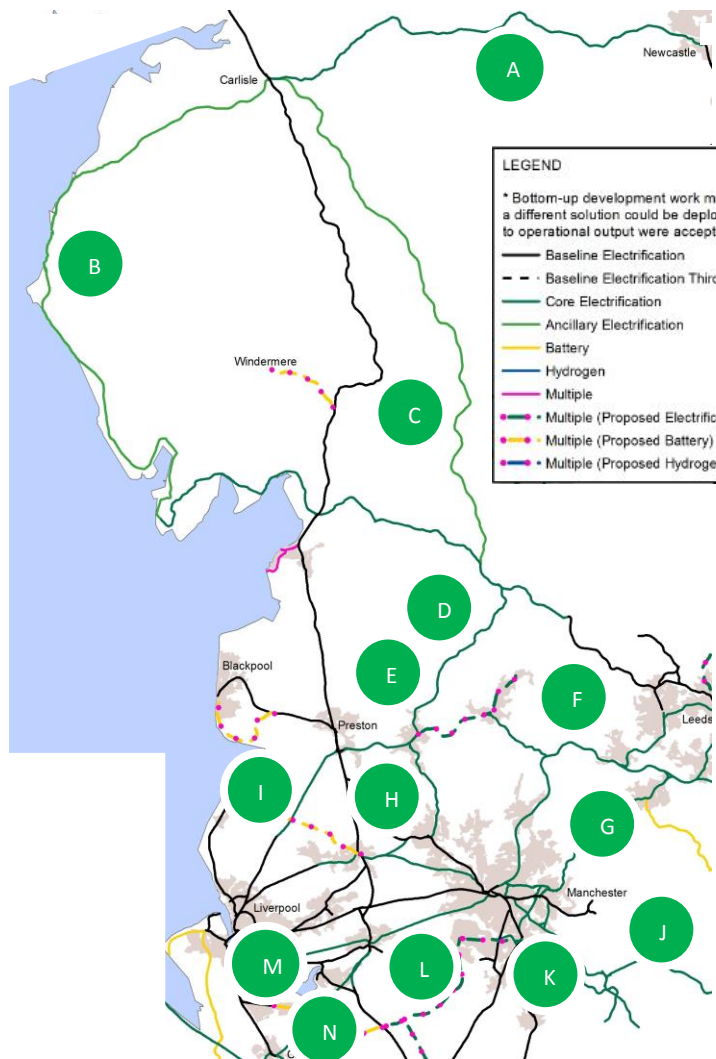 Newcastle
A
Carlisle
LEGEND
* Bottom-up development work m
a different solution could be deplo
to operational output were accept
Baseline Electrification
Baseline Electrification Third
Core Electrification
Ancillary Electrification
Battery
Hydrogen
Multiple
Multiple (Proposed Electrific
Multiple (Proposed Battery)
Multiple (Proposed Hydroge
B
Windermere
C
D
E
Blackpool
F
Preston
Leeds
I
H
G
Manchester
Liverpool
J
M
L
K
N